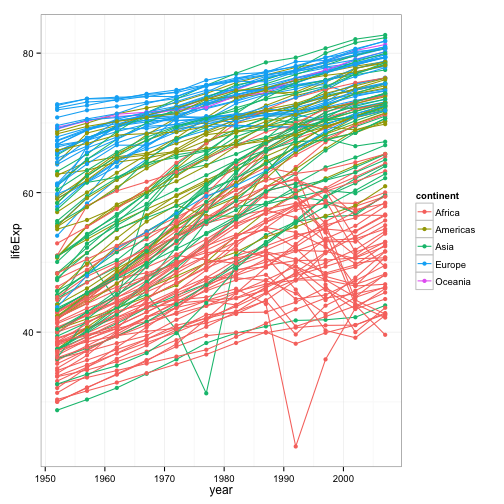 80
60
40
lifeExp
1950
1960
1970
1980
1990
2000
year
continent
Africa
Americas
Asia
Europe
Oceania